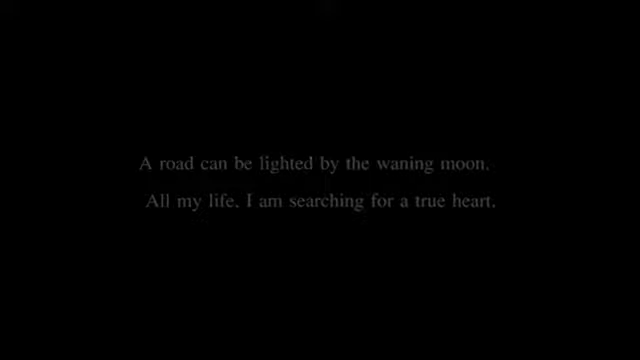 A road can be lighted by the waning moon.
All my life, I am searching for a true heart.